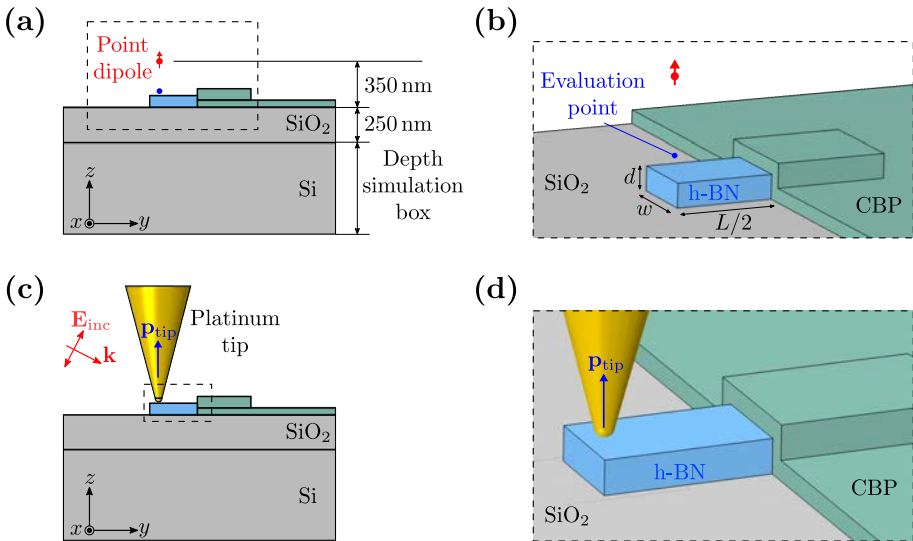 (a)
Point
dipole
350 nm
SiO2
250 nm
Si
Depth
simulation
box
z
x
y
(b)
Evaluation
point
SiO2
d
h-BN
w
L/2
CBP
(c)
Einc
k
ptip
Platinum
tip
SiO2
Si
z
x
y
(d)
ptip
h-BN
CBP
SiO2